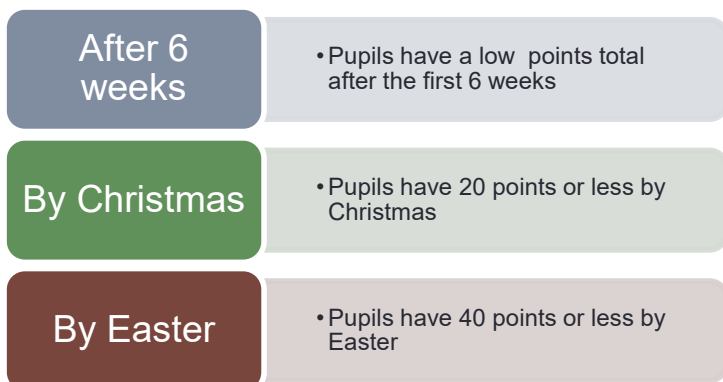 After 6
weeks
•Pupils have a low  points total
after the first 6 weeks
By Christmas
•Pupils have 20 points or less by
Christmas
By Easter
•Pupils have 40 points or less by
Easter